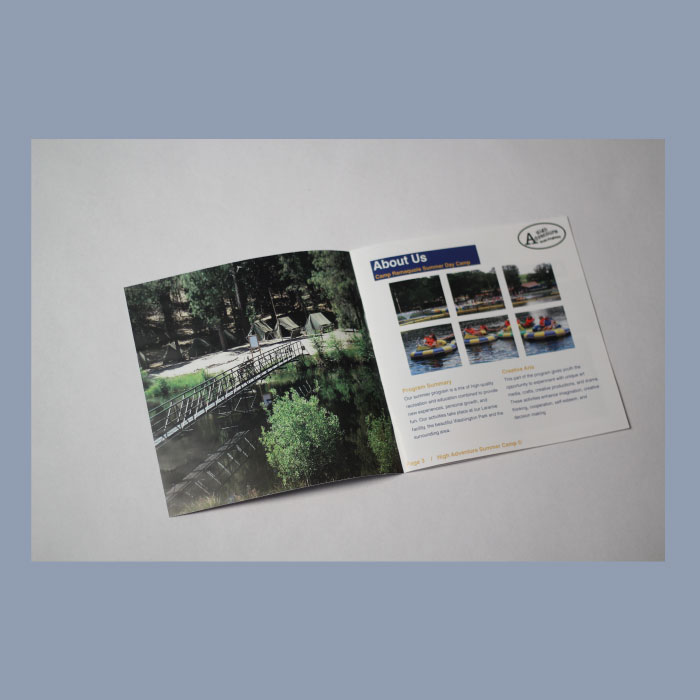 About Us
Camp Remaquois Summer Day Camp
High
Adventure
Program Summary
Our summer program is a mix of high quality
recreation and education combined to provide
new experiences, personal growth, and
fun. Our activities take place at our Laramie
facility, the beautiful Washington Park and the
surrounding area.
Creative Arts
This part of the program gives youth the
opportunity to experiment with unique art
media, crafts, creative productions, and drama.
These activities enhance imagination, creative
thinking, cooperation, self esteem, and
decision making.
Page 3 / High Adventure Summer Camp